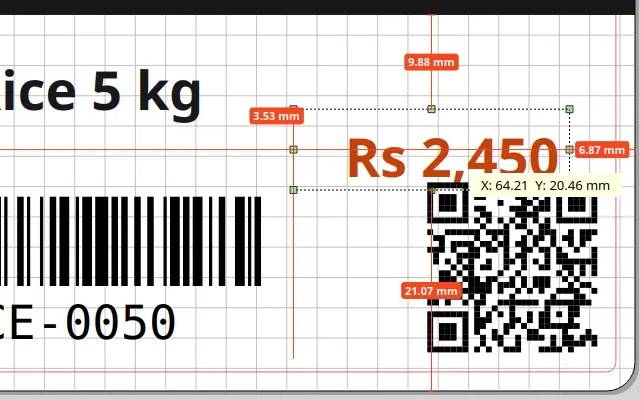 9.88 mm
ice 5 kg
3.53 mm
Rs 2,450
6.87 mm
X: 64.21 Y: 20.46 mm
21.07 mm
CE-0050